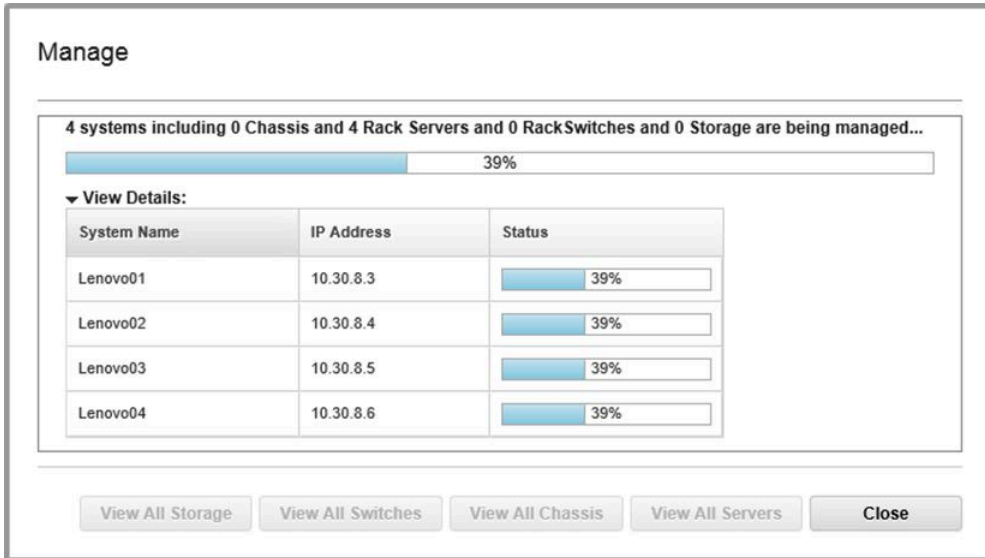 Manage
4 systems including 0 Chassis and 4 Rack Servers and 0 RackSwitches and 0 Storage are being managed...
39%
View Details:
System Name IP Address Status
Lenovo01 10.30.8.3 39%
Lenovo02 10.30.8.4 39%
Lenovo03 10.30.8.5 39%
Lenovo04 10.30.8.6 39%
View All Storage View All Switches View All Chassis View All Servers Close